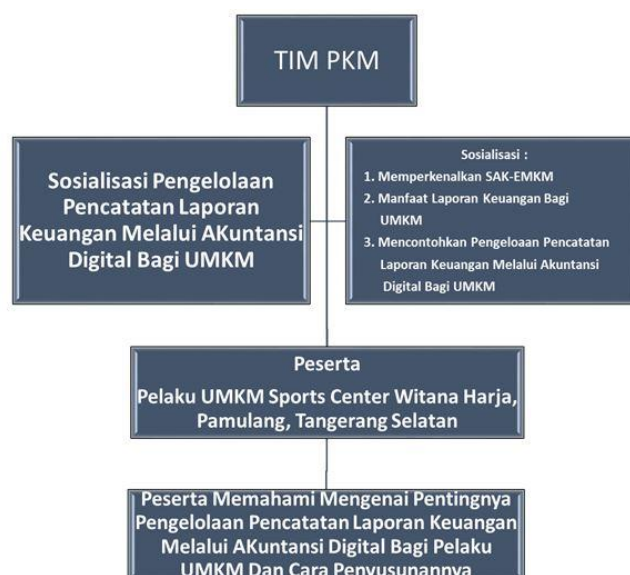 TIM PKM
Sosialisasi Pengelolaan
Pencatatan Laporan
Keuangan Melalui AKuntansi
Digital Bagi UMKM
Sosialisasi :
1. Memperkenalkan SAK-EMKM
2. Manfaat Laporan Keuangan Bagi
UMKM
3. Mencontohkan Pengeloaan Pencatatan
Laporan Keuangan Melalui Akuntansi
Digital Bagi UMKM
Peserta
Pelaku UMKM Sports Center Witana Harja,
Pamulang, Tangerang Selatan
Peserta Memahami Mengenai Pentingnya
Pengelolaan Pencatatan Laporan Keuangan
Melalui AKuntansi Digital Bagi Pelaku
UMKM Dan Cara Penyusunannya